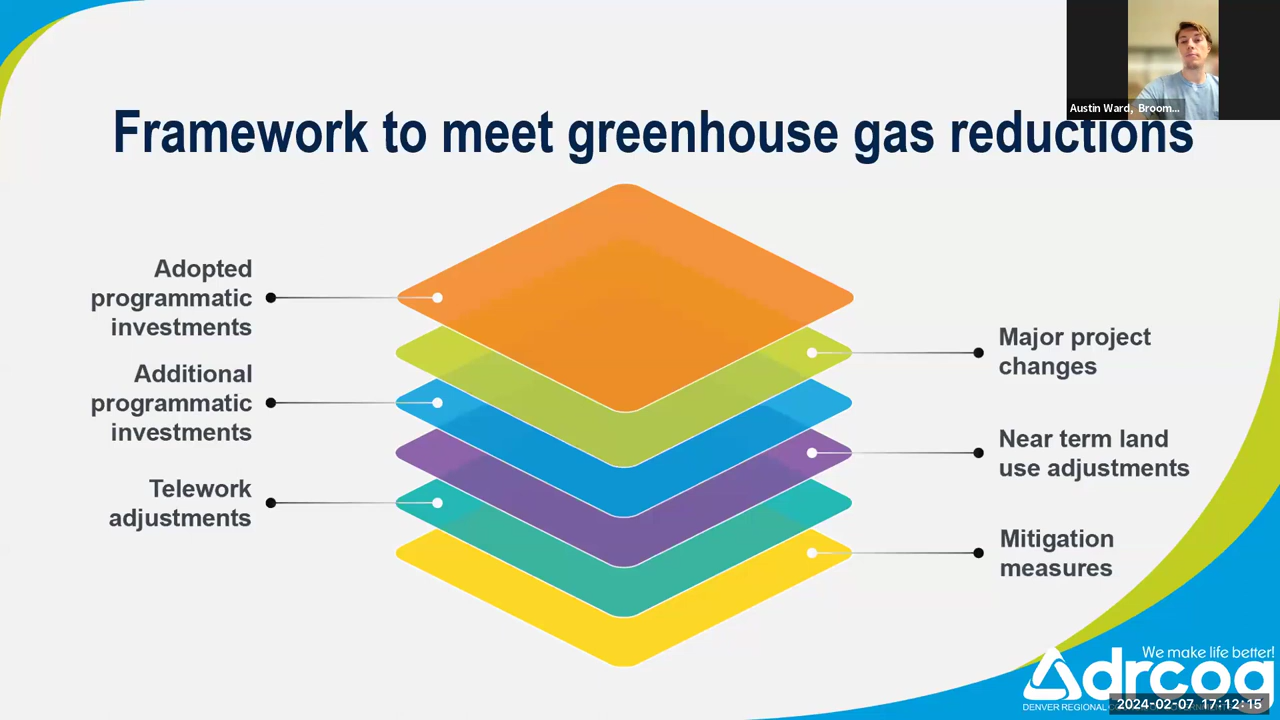 Austin Ward, Broom...
Framework to meet greenhouse gas reductions
Adopted
programmatic
investments
Major project
changes
Additional
programmatic
investments
Near term land
use adjustments
Telework
adjustments
Mitigation
measures
We make life better!
drcog
DENVER REGIONAL
2024-02-07 17:12:15